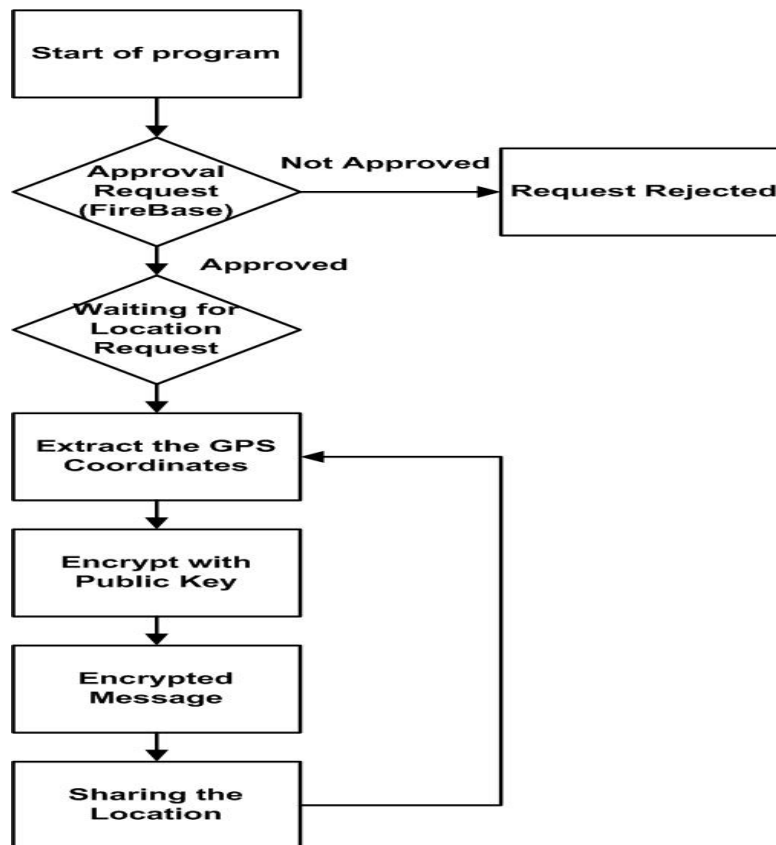 Start of program
Approval
Request
(FireBase)
Not Approved
Request Rejected
Approved
Waiting for
Location
Request
Extract the GPS
Coordinates
Encrypt with
Public Key
Encrypted
Message
Sharing the
Location